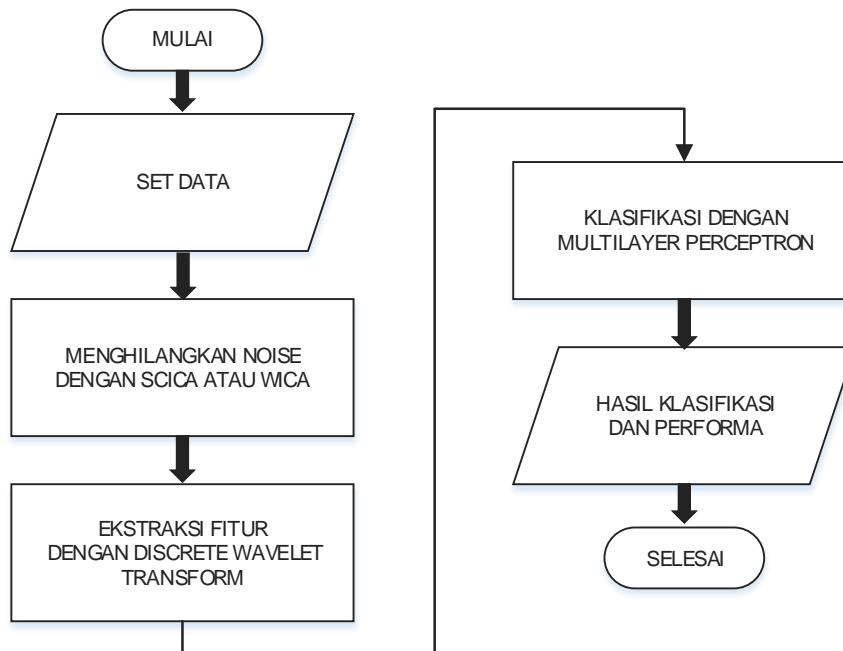 MULAI
SET DATA
MENGHILANGKAN NOISE
DENGAN SCICA ATAU WICA
EKSTRAKSI FITUR
DENGAN DISCRETE WAVELET
TRANSFORM
KLASIFIKASI DENGAN
MULTILAYER PERCEPTRON
HASIL KLASIFIKASI
DAN PERFORMA
SELESAI